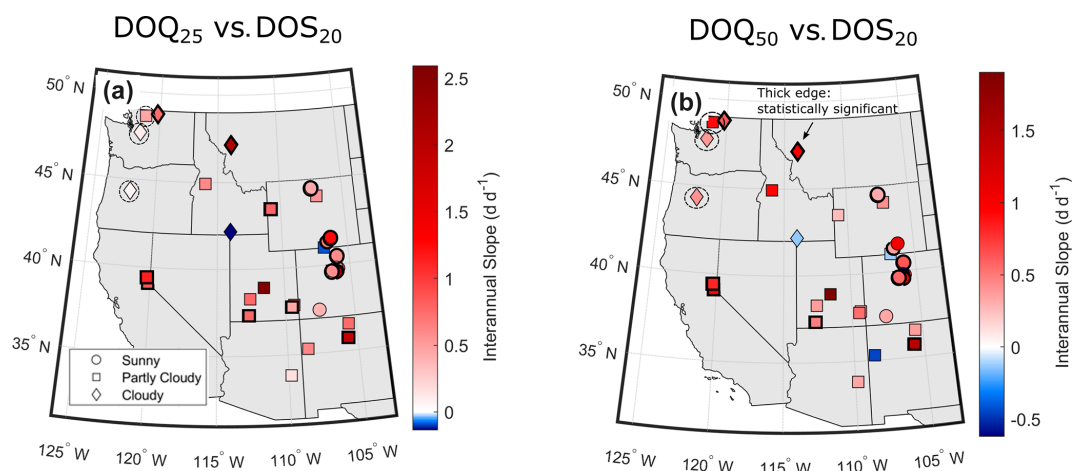 DOQ25 vs. DOS20
(a)
50° N
45° N
40° N
35° N
125° W
120° W
115° W
110° W
105° W
Sunny
Partly Cloudy
Cloudy
2.5
2
1.5
1
0.5
0
Interannual Slope (d d⁻¹)
DOQ50 vs. DOS20
(b)
Thick edge:
statistically significant
50° N
45° N
40° N
35° N
125° W
120° W
115° W
110° W
105° W
1.5
1
0.5
0
-0.5
Interannual Slope (d d⁻¹)